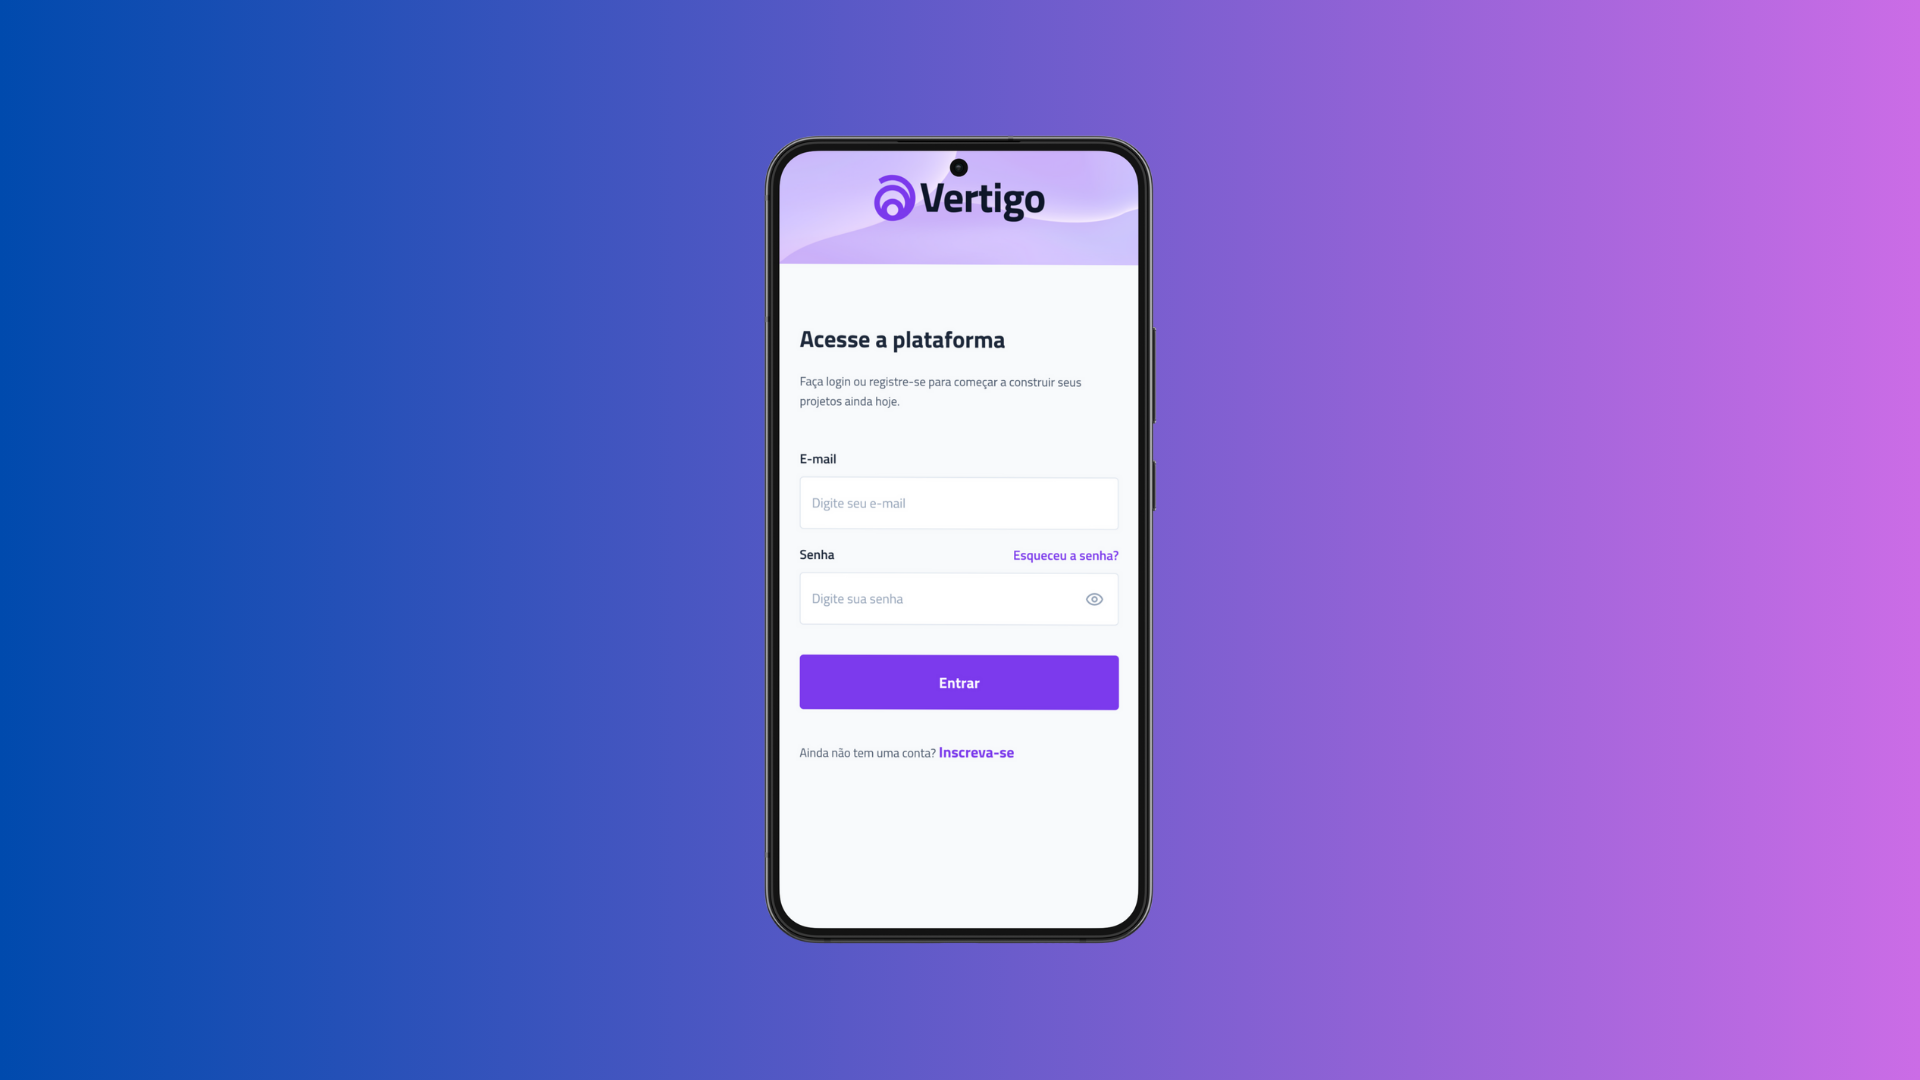 Vertigo
Acesse a plataforma
Faça login ou registre-se para começar a construir seus
projetos ainda hoje.
E-mail
Digite seu e-mail
Senha Esqueceu a senha?
Digite sua senha
Entrar
Ainda não tem uma conta? Inscreva-se